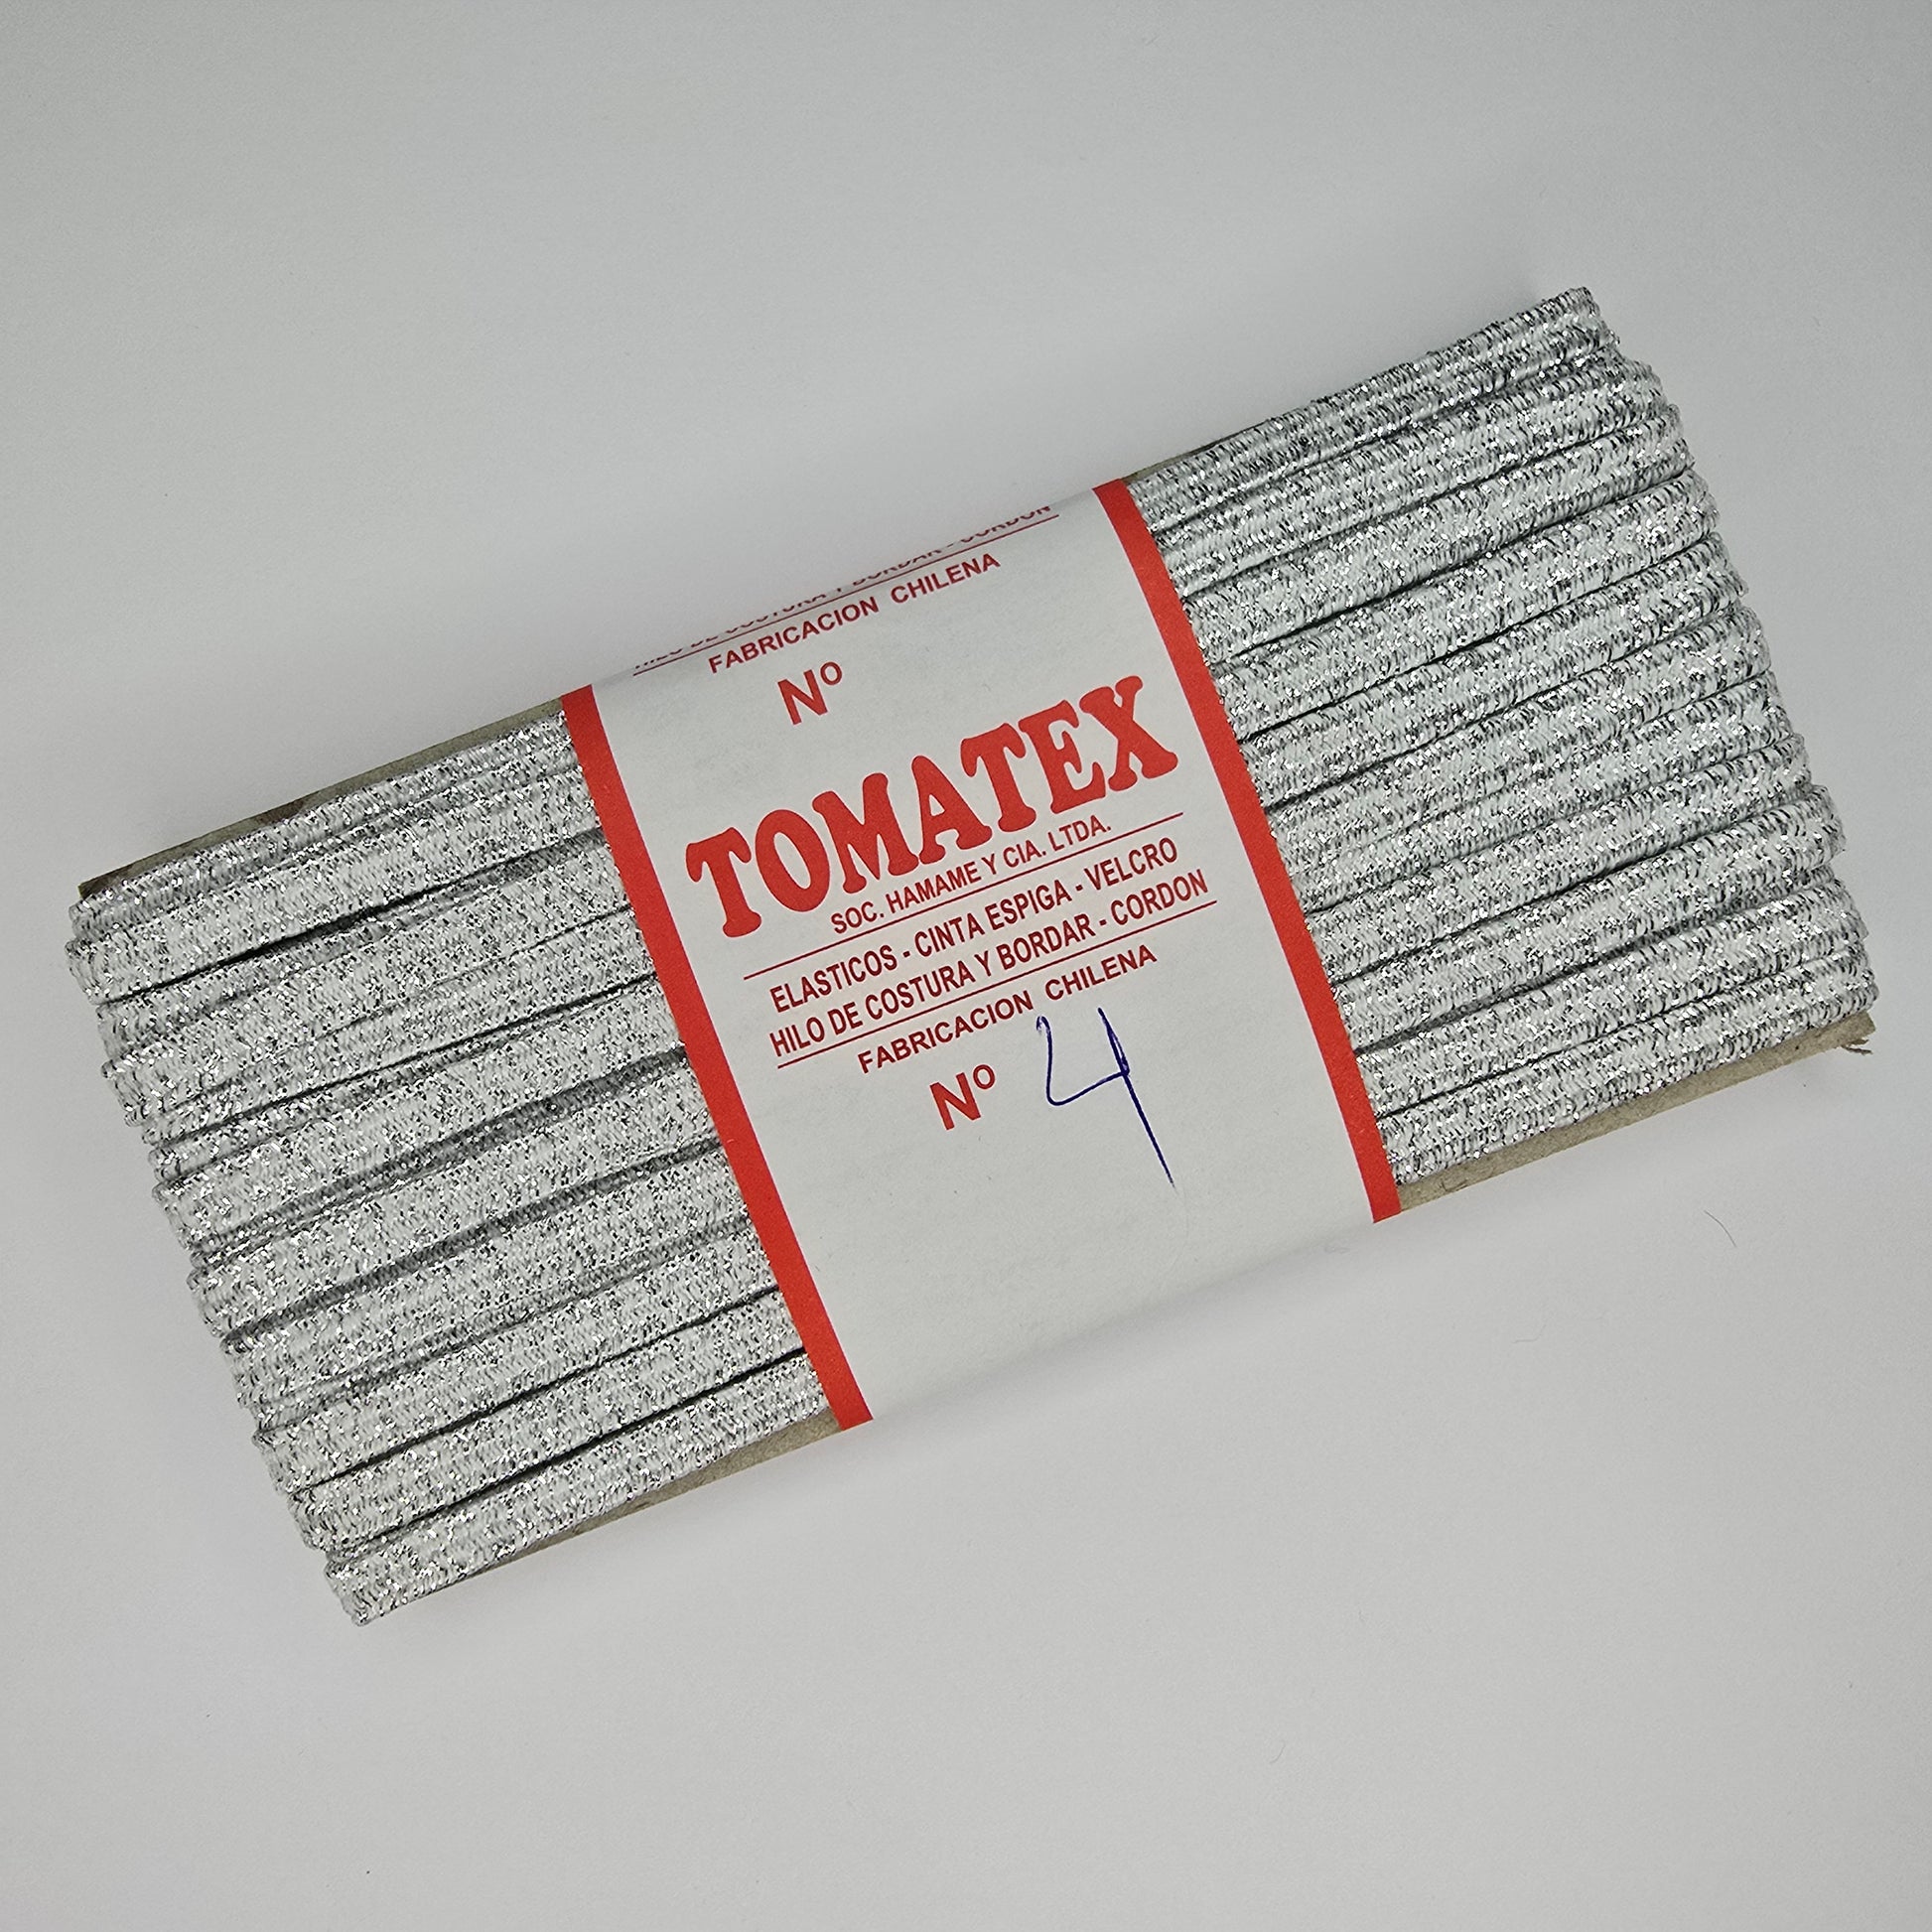 HILO DE COSTURA Y BORDAR - CORDON
FABRICACION CHILENA
Nº
TOMATEX
SOC. HAMAME Y CIA. LTDA.
ELASTICOS - CINTA ESPIGA - VELCRO
HILO DE COSTURA Y BORDAR - CORDON
FABRICACION CHILENA
Nº 4